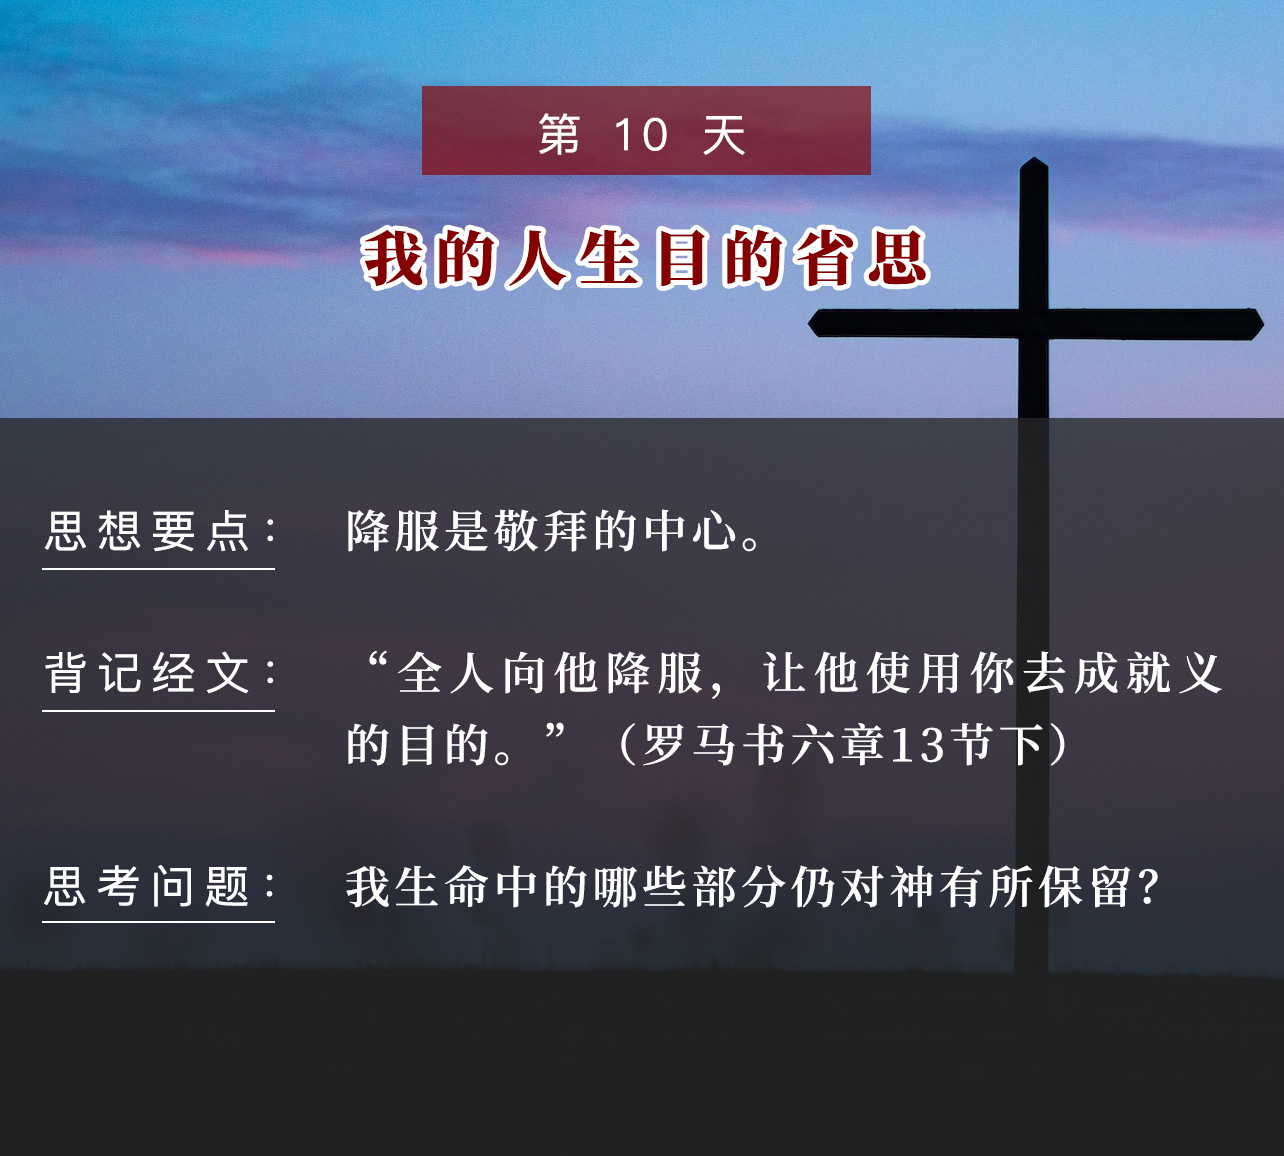 第 10 天
我的人生目的省思
思想要点： 降服是敬拜的中心。
背记经文： “全人向他降服，让他使用你去成就义
的目的。”（罗马书六章13节下）
思考问题： 我生命中的哪些部分仍对神有所保留？